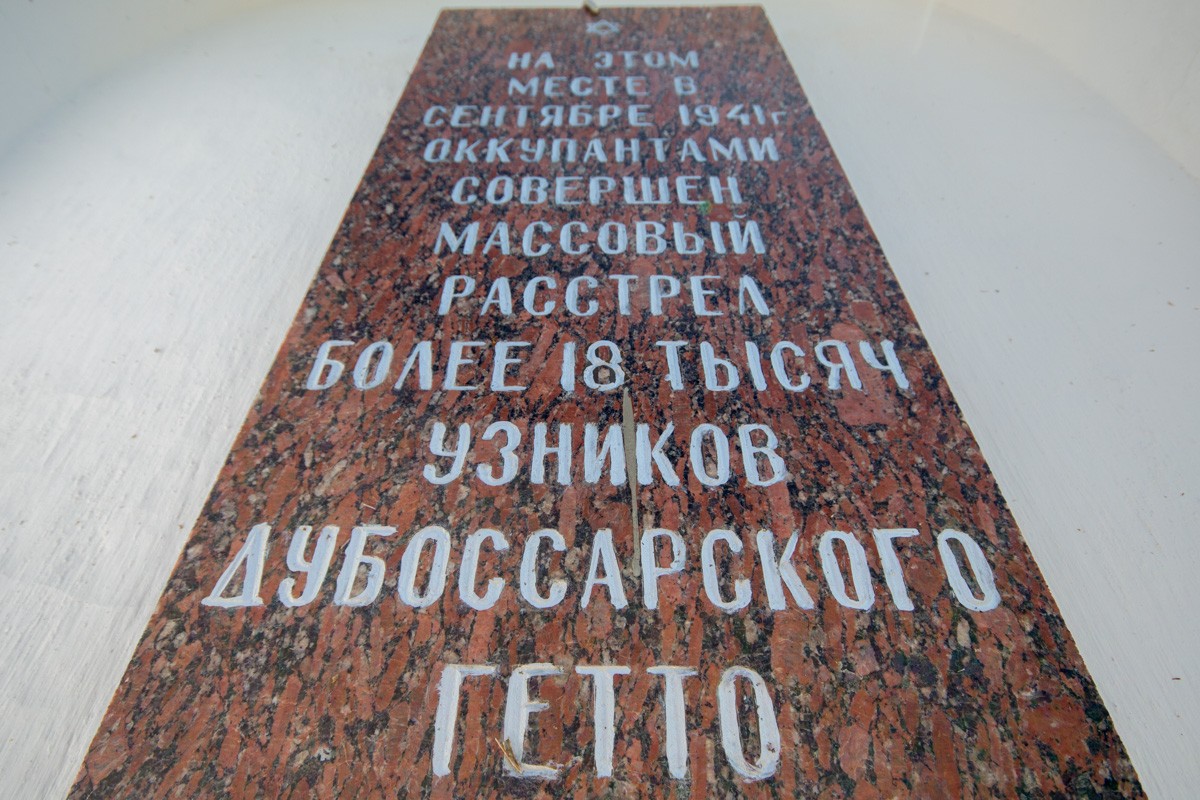 НА ЭТОМ
МЕСТЕ В
СЕНТЯБРЕ 1941г
ОККУПАНТАМИ
СОВЕРШЕН
МАССОВЫЙ
РАССТРЕЛ
БОЛЕЕ 18 ТЫСЯЧ
УЗНИКОВ
ДУБОССАРСКОГО
ГЕТТО